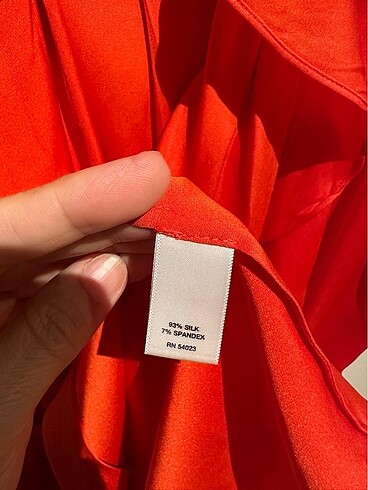 93% SILK
7% SPANDEX
RN 54023